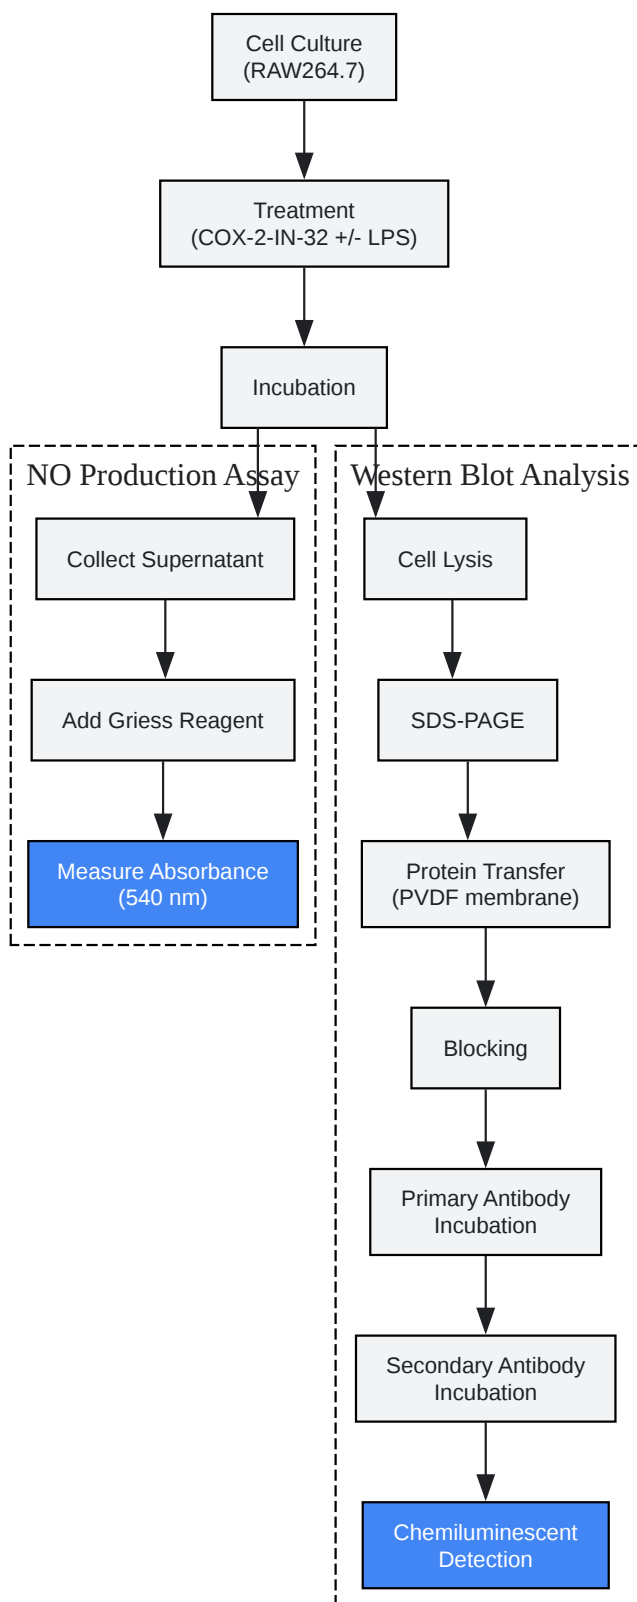 Cell Culture
(RAW264.7)
Treatment
(COX-2-IN-32 +/- LPS)
Incubation
NO Production Assay
Collect Supernatant
Add Griess Reagent
Measure Absorbance
(540 nm)
Western Blot Analysis
Cell Lysis
SDS-PAGE
Protein Transfer
(PVDF membrane)
Blocking
Primary Antibody
Incubation
Secondary Antibody
Incubation
Chemiluminescent
Detection